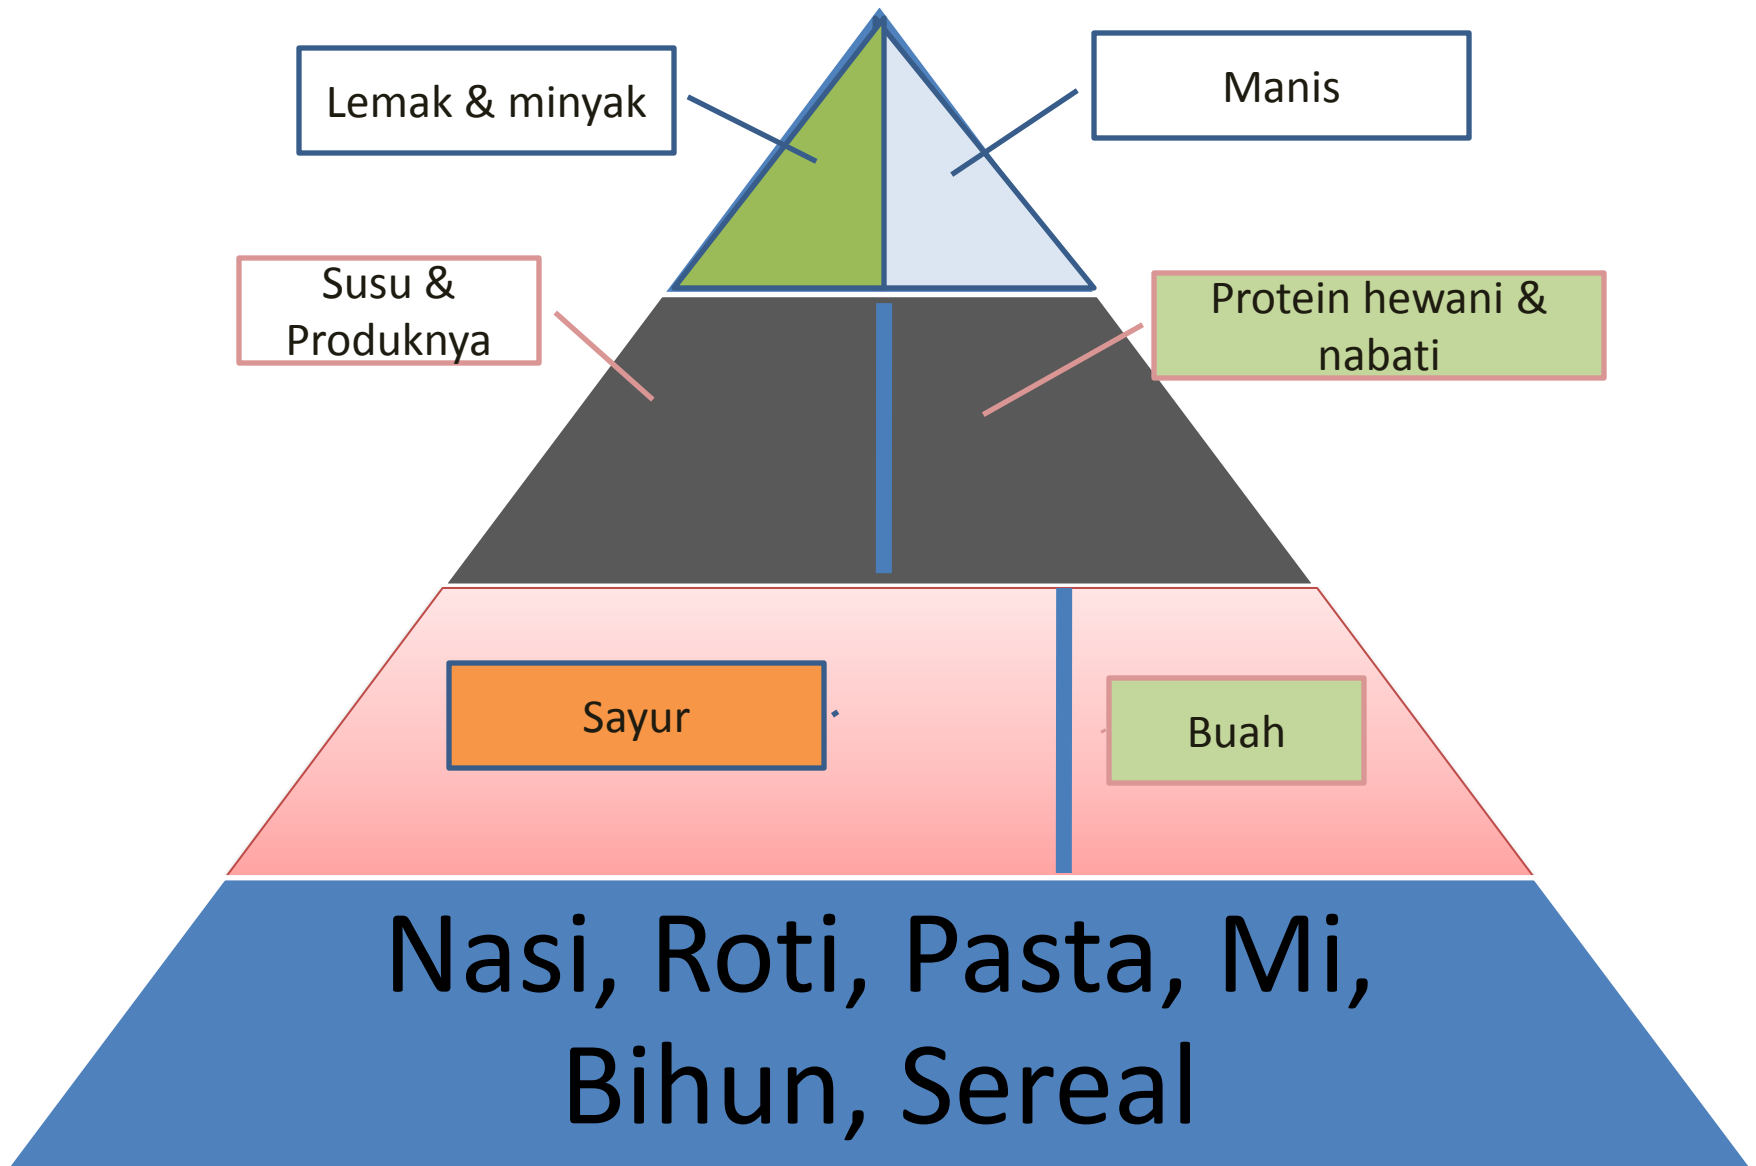 Lemak & minyak
Manis
Susu &
Produknya
Protein hewani &
nabati
Sayur
Buah
Nasi, Roti, Pasta, Mi,
Bihun, Sereal